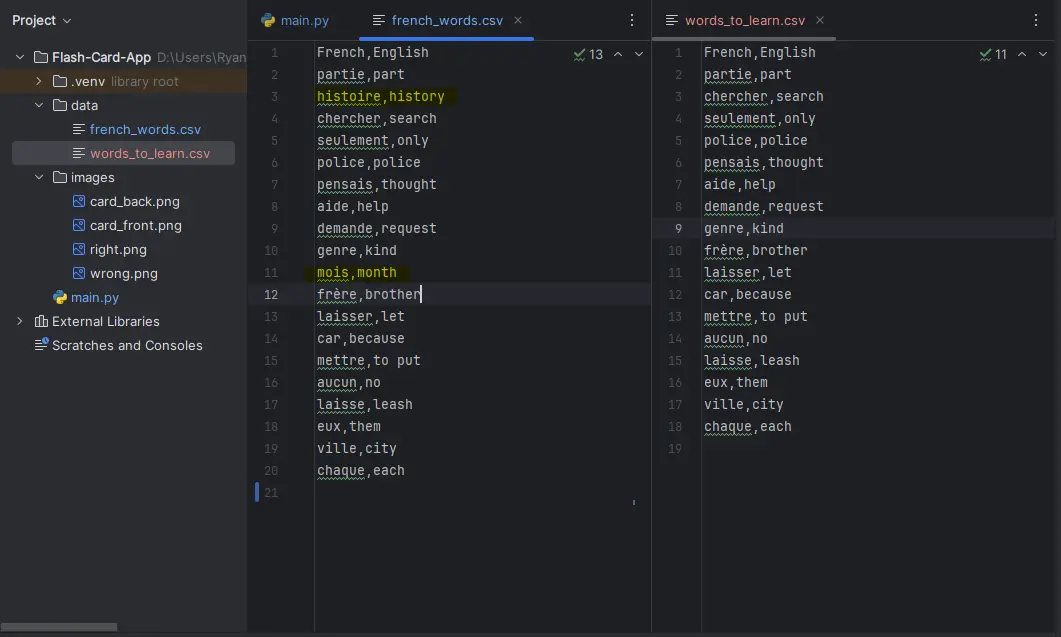 Project
Flash-Card-App D:\Users\Ryan
.venv library root
data
french_words.csv
words_to_learn.csv
images
card_back.png
card_front.png
right.png
wrong.png
main.py
External Libraries
Scratches and Consoles
main.py french_words.csv
13
1 French,English
2 partie,part
3 histoire,history
4 chercher,search
5 seulement,only
6 police,police
7 pensais,thought
8 aide,help
9 demande,request
10 genre,kind
11 mois,month
12 frère,brother
13 laisser,let
14 car,because
15 mettre,to put
16 aucun,no
17 laisse,leash
18 eux,them
19 ville,city
20 chaque,each
21
words_to_learn.csv
11
1 French,English
2 partie,part
3 chercher,search
4 seulement,only
5 police,police
6 pensais,thought
7 aide,help
8 demande,request
9 genre,kind
10 frère,brother
11 laisser,let
12 car,because
13 mettre,to put
14 aucun,no
15 laisse,leash
16 eux,them
17 ville,city
18 chaque,each
19